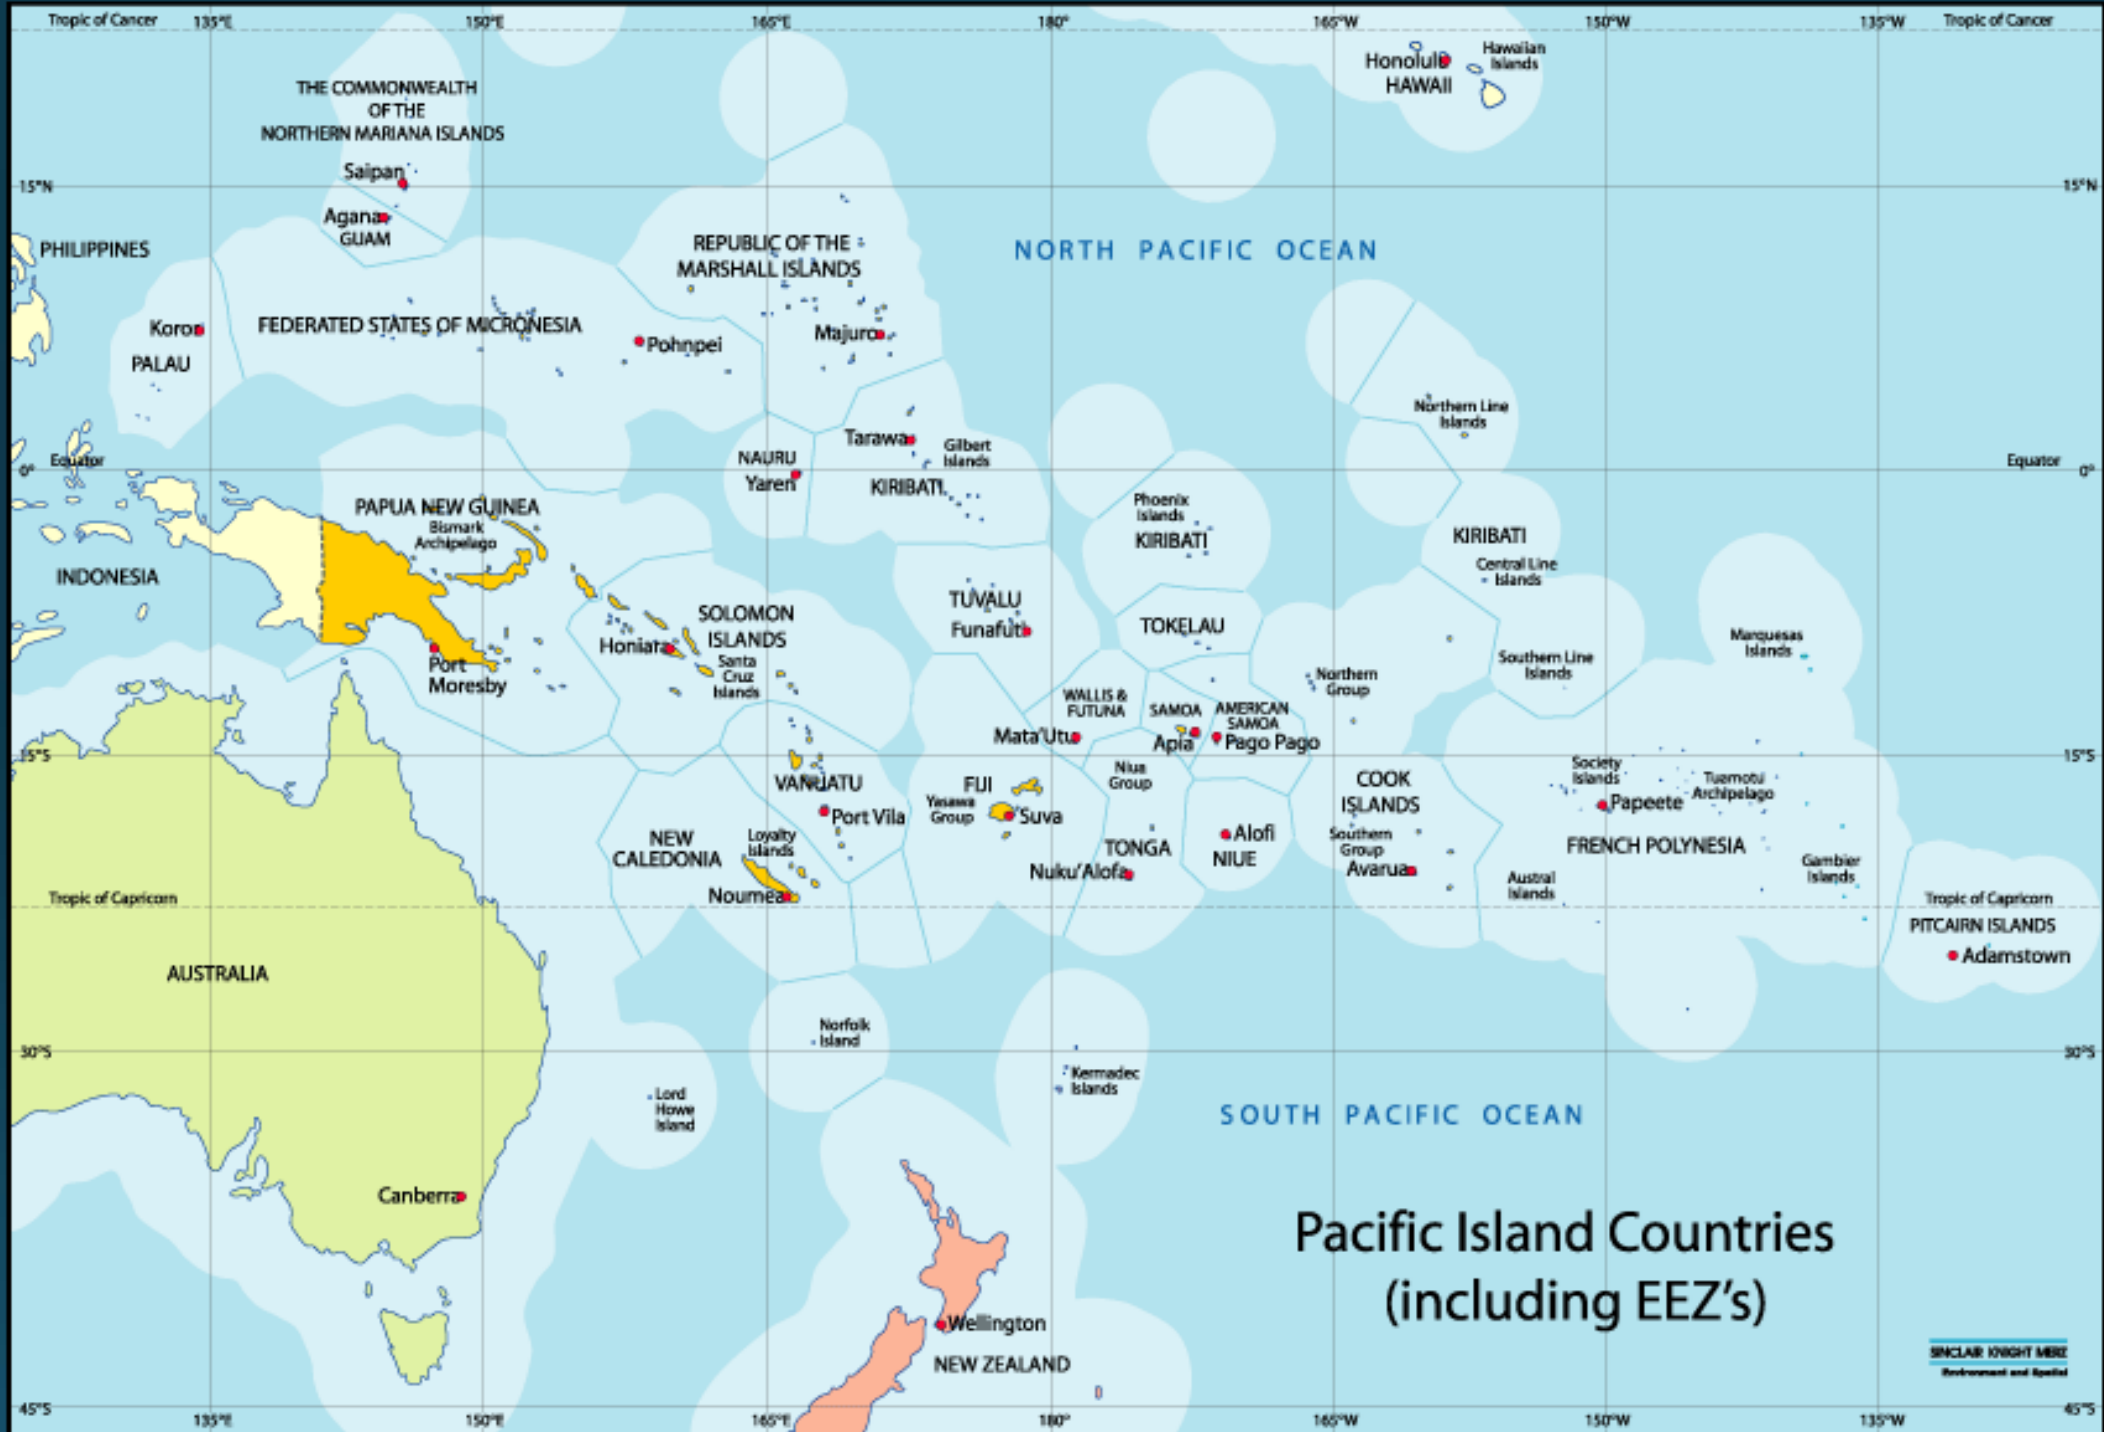 Tropic of Cancer
135°E
150°E
165°E
180°
165°W
150°W
135°W
Tropic of Cancer
Honolulu
HAWAII
Hawaiian
Islands
THE COMMONWEALTH
OF THE
NORTHERN MARIANA ISLANDS
Saipan
15°N
15°N
Agana
GUAM
PHILIPPINES
REPUBLIC OF THE
MARSHALL ISLANDS
NORTH PACIFIC OCEAN
Koror
PALAU
FEDERATED STATES OF MICRONESIA
Pohnpei
Majuro
Northern Line
Islands
Tarawa
Gilbert
Islands
KIRIBATI
NAURU
Yaren
Equator
0°
Equator
0°
PAPUA NEW GUINEA
Bismark
Archipelago
Phoenix
Islands
KIRIBATI
KIRIBATI
Central Line
Islands
INDONESIA
SOLOMON
ISLANDS
Honiara
Santa
Cruz
Islands
TUVALU
Funafuti
TOKELAU
Marquesas
Islands
Port
Moresby
Southern Line
Islands
Northern
Group
WALLIS &
FUTUNA
SAMOA
AMERICAN
SAMOA
Mata'Utu
Apia
Pago Pago
15°S
15°S
VANUATU
Port Vila
FIJI
Yasawa
Group
Suva
Niua
Group
COOK
ISLANDS
Society
Islands
Papeete
Tuamotu
Archipelago
NEW
CALEDONIA
Loyalty
Islands
Noumea
TONGA
Nuku'Alofa
Alofi
NIUE
Southern
Group
Avarua
FRENCH POLYNESIA
Austral
Islands
Gambier
Islands
Tropic of Capricorn
Tropic of Capricorn
PITCAIRN ISLANDS
Adamstown
AUSTRALIA
Norfolk
Island
30°S
30°S
Kermadec
Islands
Lord
Howe
Island
SOUTH PACIFIC OCEAN
Canberra
Pacific Island Countries
(including EEZ's)
Wellington
NEW ZEALAND
SINCLAIR KNIGHT MERZ
Environment and Spatial
45°S
135°E
150°E
165°E
180°
165°W
150°W
135°W
45°S